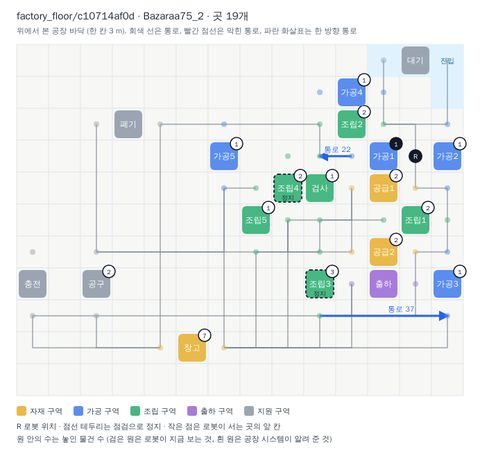 factory_floor/c10714af0d · Bazaraa75_2 · 곳 19개
위에서 본 공장 바닥 (한 칸 3 m). 회색 선은 통로, 빨간 점선은 막힌 통로, 파란 화살표는 한 방향 통로
대기
전립
가공4
1
조립2
2
폐기
가공5
1
통로 22
가공1
1
R
가공2
1
조립4
정지
2
검사
1
공급1
2
조립5
1
조립1
2
공급2
2
충전
공구
2
조립3
정지
3
출하
가공3
1
통로 37
창고
7
자재 구역
가공 구역
조립 구역
출하 구역
지원 구역
R 로봇 위치 · 점선 테두리는 점검으로 정지 · 작은 점은 로봇이 서는 곳의 앞 칸
원 안의 수는 놓인 물건 수 (검은 원은 로봇이 지금 보는 것, 흰 원은 공장 시스템이 알려 준 것)